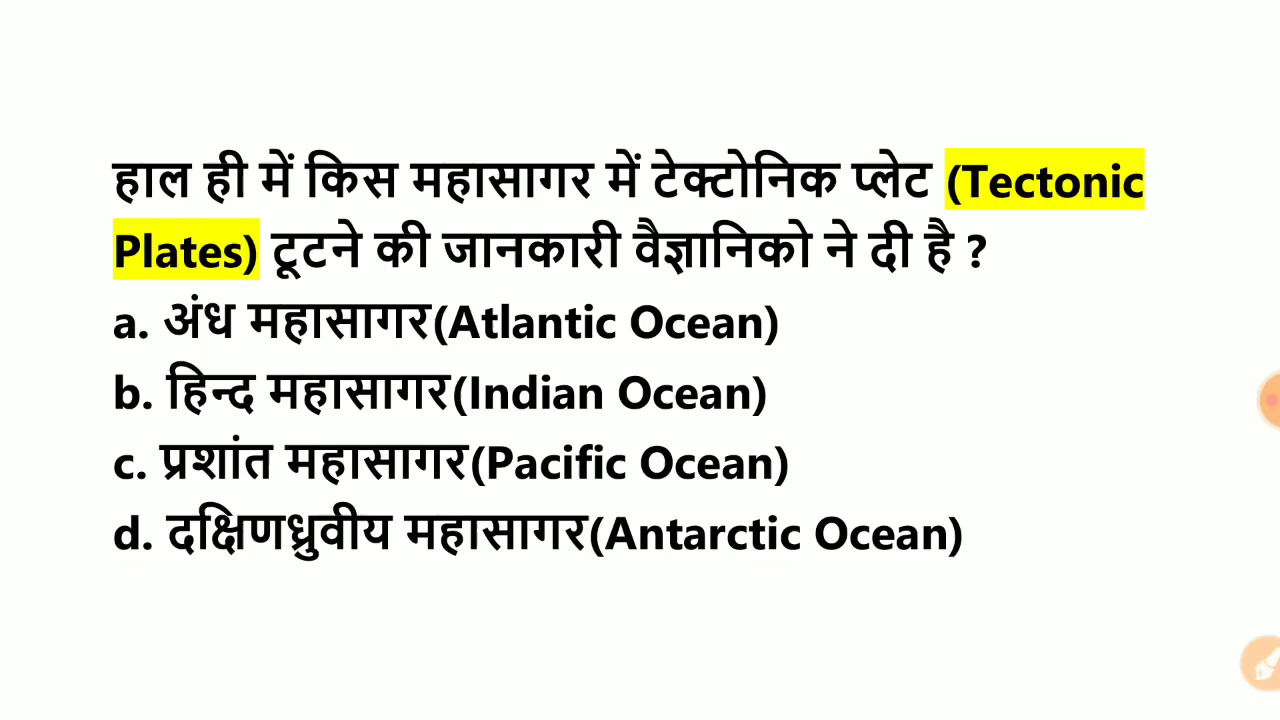 हाल ही में किस महासागर में टेक्टोनिक प्लेट (Tectonic
Plates) टूटने की जानकारी वैज्ञानिको ने दी है ?
a. अंध महासागर(Atlantic Ocean)
b. हिन्द महासागर(Indian Ocean)
c. प्रशांत महासागर(Pacific Ocean)
d. दक्षिणध्रुवीय महासागर(Antarctic Ocean)